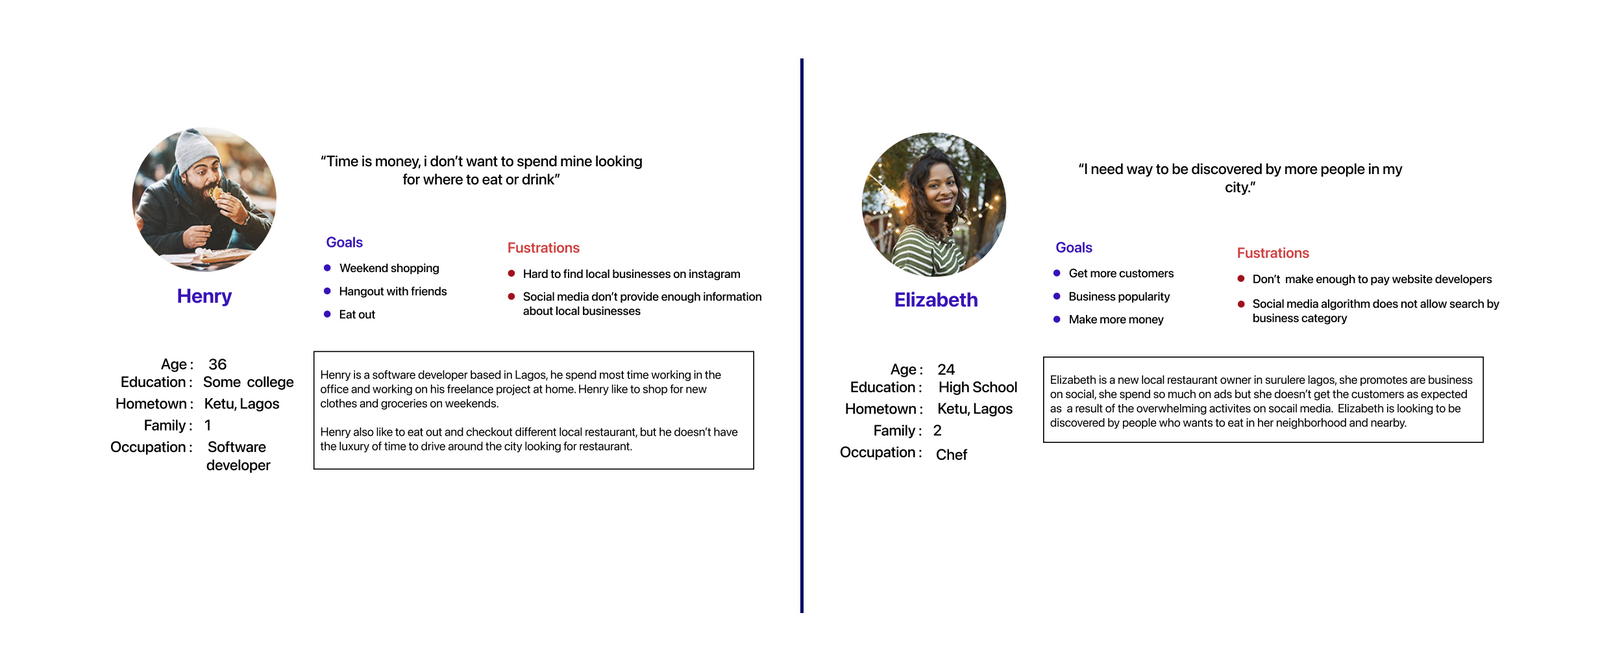 “Time is money, i don’t want to spend mine looking
for where to eat or drink”
Goals
Weekend shopping
Hangout with friends
Eat out
Fustrations
Hard to find local businesses on instagram
Social media don’t provide enough information
about local businesses
Henry
Age : 36
Education : Some college
Hometown : Ketu, Lagos
Family : 1
Occupation : Software
developer
Henry is a software developer based in Lagos, he spend most time working in the
office and working on his freelance project at home. Henry like to shop for new
clothes and groceries on weekends.
Henry also like to eat out and checkout different local restaurant, but he doesn’t have
the luxury of time to drive around the city looking for restaurant.
“I need way to be discovered by more people in my
city.”
Goals
Get more customers
Business popularity
Make more money
Fustrations
Don’t make enough to pay website developers
Social media algorithm does not allow search by
business category
Elizabeth
Age : 24
Education : High School
Hometown : Ketu, Lagos
Family : 2
Occupation : Chef
Elizabeth is a new local restaurant owner in surulere lagos, she promotes are business
on social, she spend so much on ads but she doesn’t get the customers as expected
as a result of the overwhelming activites on socail media. Elizabeth is looking to be
discovered by people who wants to eat in her neighborhood and nearby.